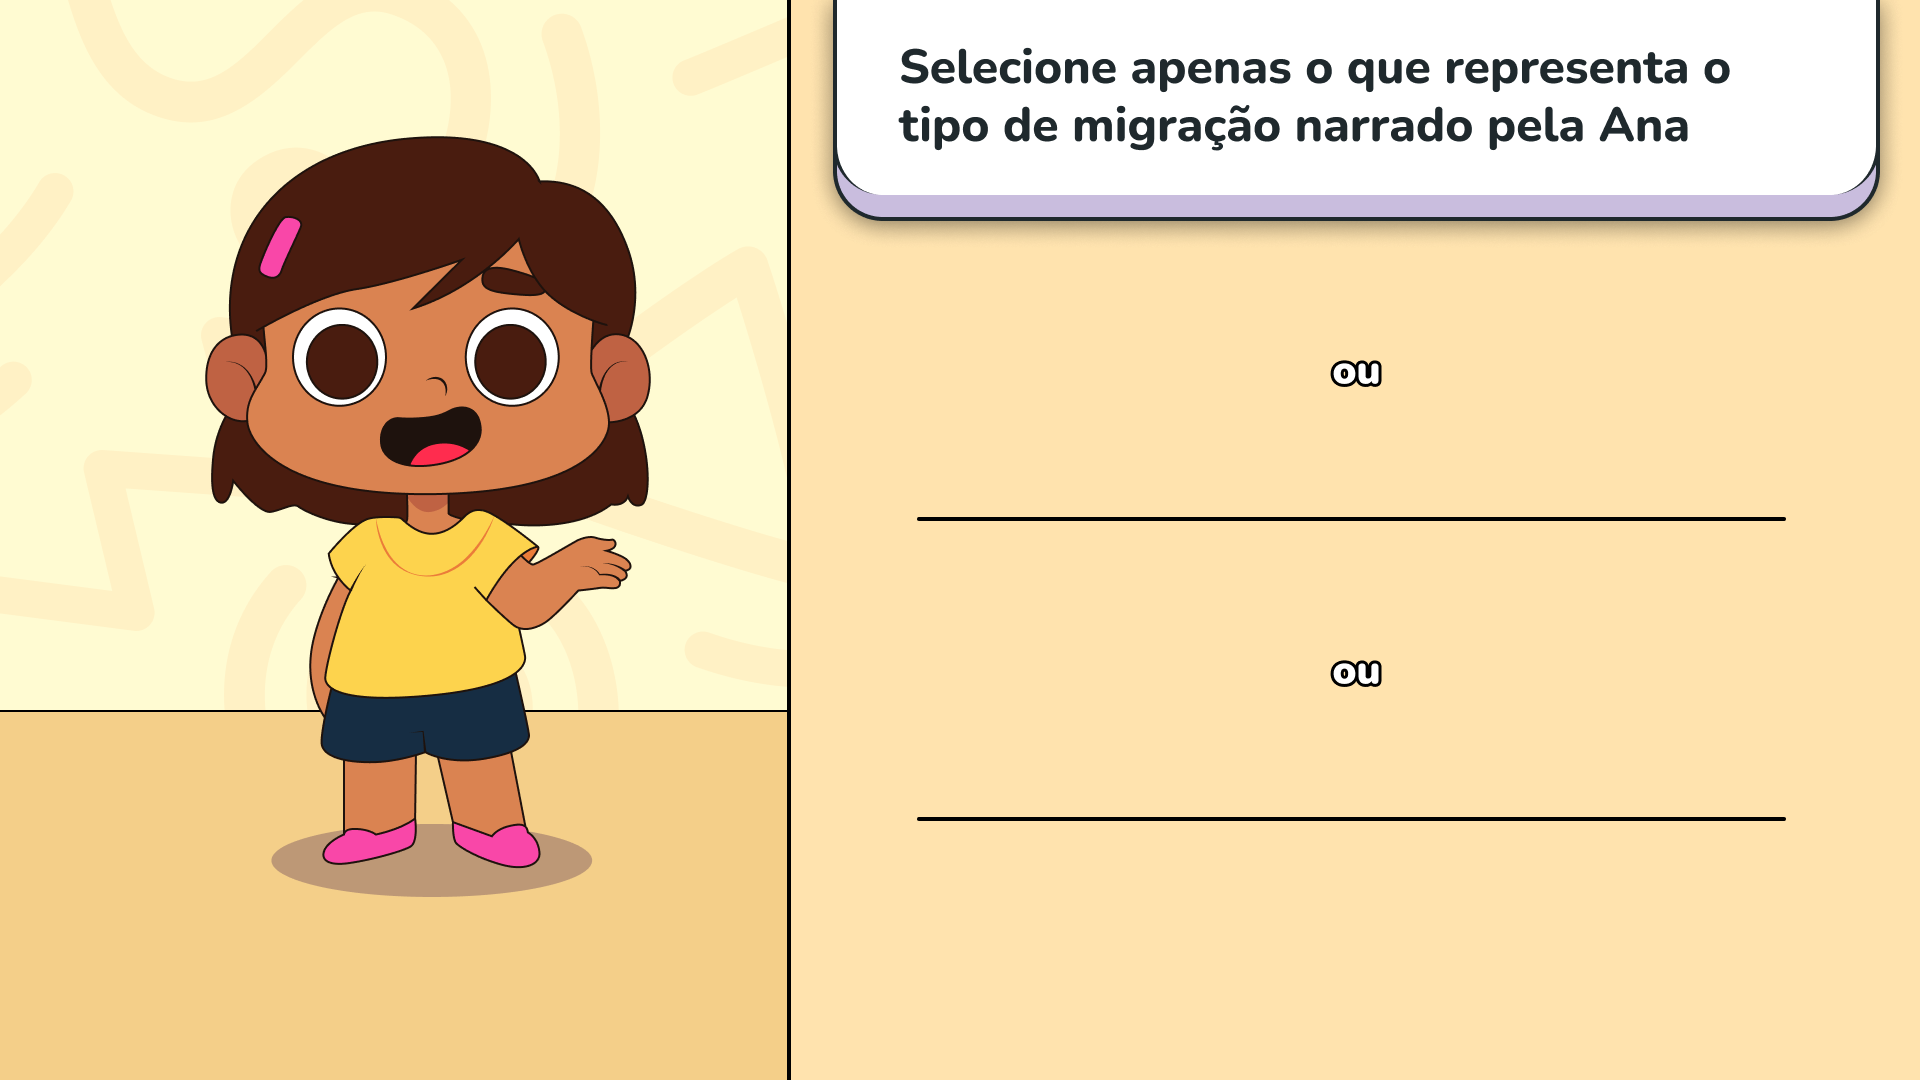 Selecione apenas o que representa o
tipo de migração narrado pela Ana
ou
ou